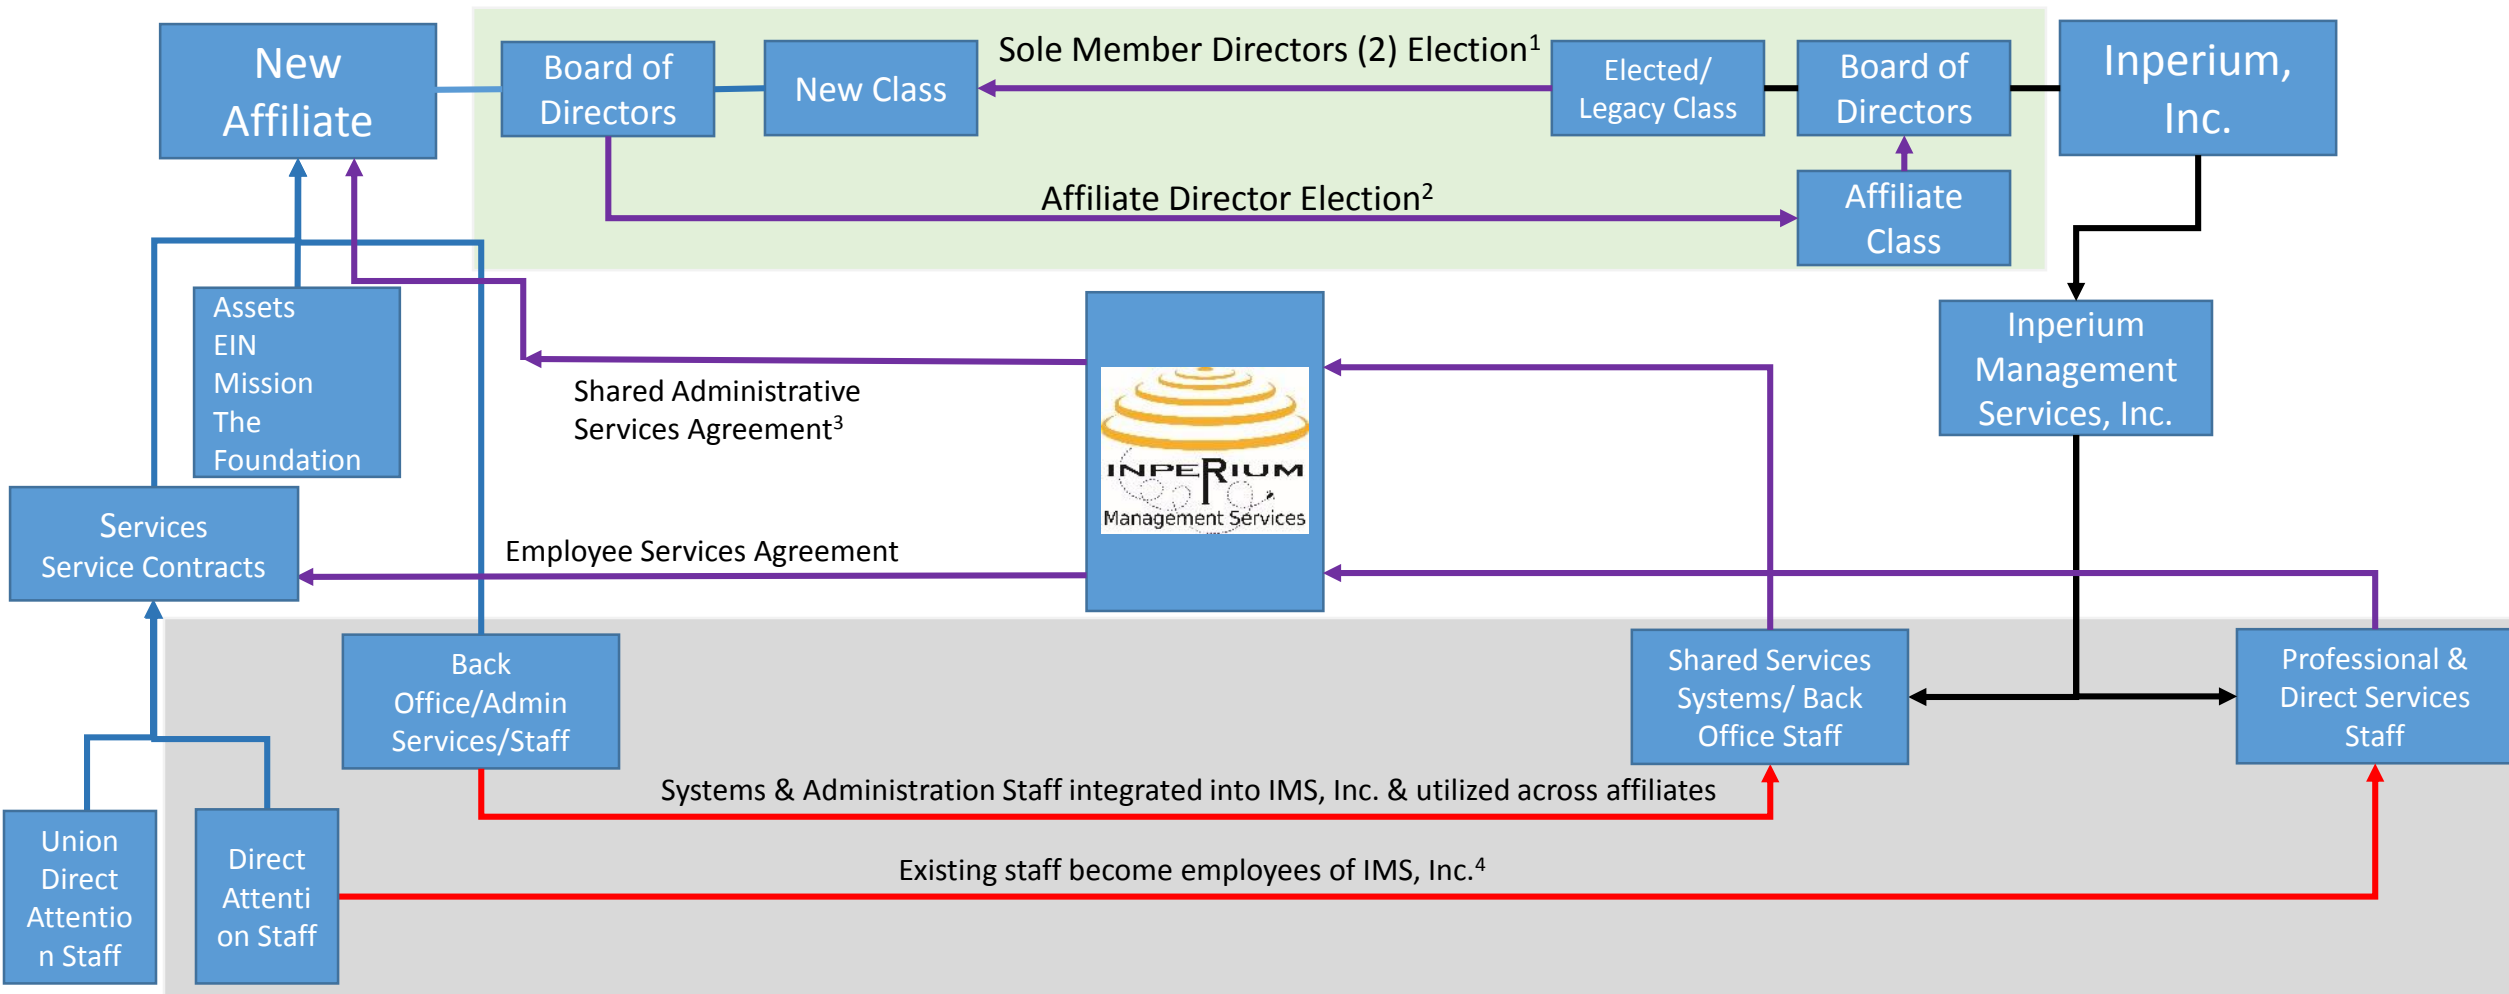 New
Affiliate
Board of
Directors
New Class
Sole Member Directors (2) Election¹
Elected/
Legacy Class
Board of
Directors
Inperium,
Inc.
Affiliate Director Election²
Affiliate
Class
Assets
EIN
Mission
The
Foundation
Shared Administrative
Services Agreement³
INPERIUM
Management Services
Inperium
Management
Services, Inc.
Services
Service Contracts
Employee Services Agreement
Back
Office/Admin
Services/Staff
Shared Services
Systems/ Back
Office Staff
Professional &
Direct Services
Staff
Systems & Administration Staff integrated into IMS, Inc. & utilized across affiliates
Union
Direct
Attentio
n Staff
Direct
Attenti
on Staff
Existing staff become employees of IMS, Inc.⁴